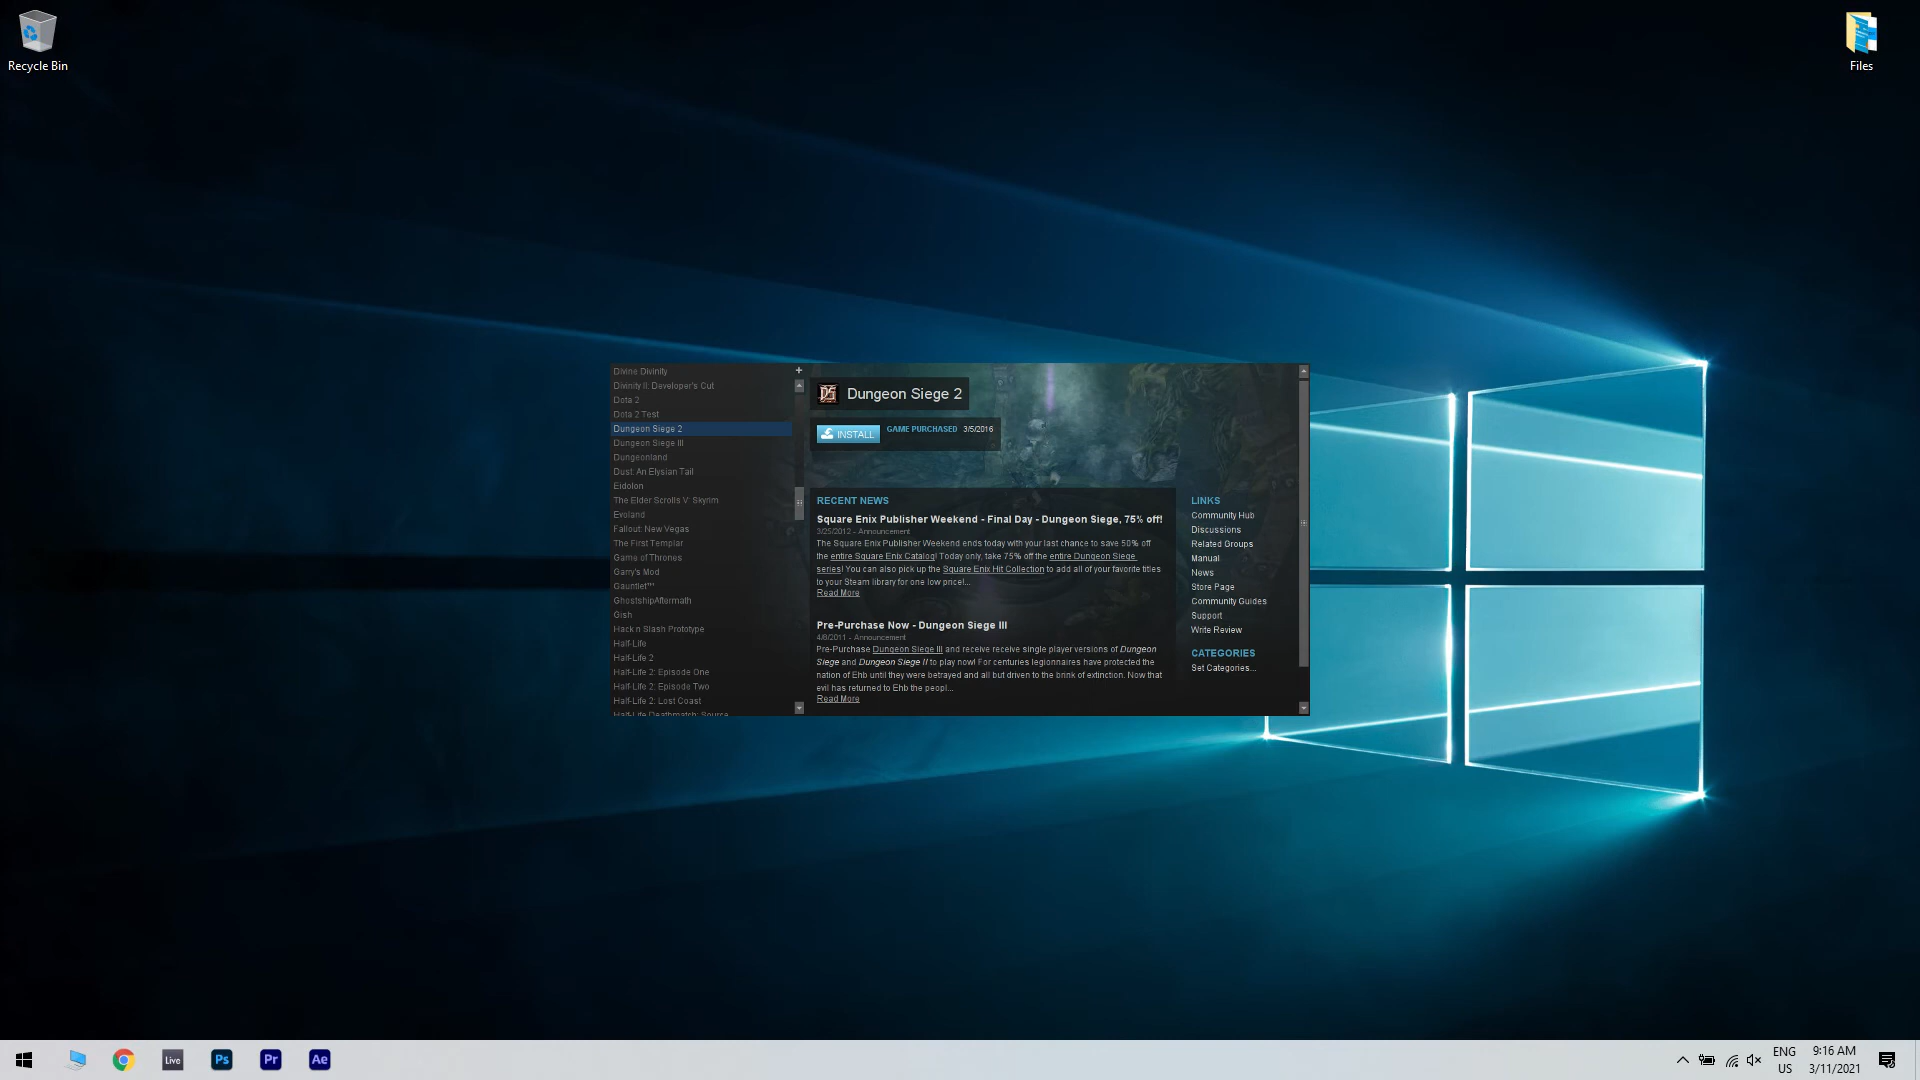 Recycle Bin
Files
Divine Divinity
Divinity II: Developer's Cut
Dota 2
Dota 2 Test
Dungeon Siege 2
Dungeon Siege III
Dungeonland
Dust: An Elysian Tail
Eidolon
The Elder Scrolls V: Skyrim
Evoland
Fallout: New Vegas
The First Templar
Game of Thrones
Garry's Mod
Gauntlet™
GhostshipAftermath
Gish
Hack n Slash Prototype
Half-Life
Half-Life 2
Half-Life 2: Episode One
Half-Life 2: Episode Two
Half-Life 2: Lost Coast
Half-Life Deathmatch: Source
+
DS
Dungeon Siege 2
INSTALL
GAME PURCHASED 3/5/2016
RECENT NEWS
Square Enix Publisher Weekend - Final Day - Dungeon Siege, 75% off!
3/25/2012 - Announcement
The Square Enix Publisher Weekend ends today with your last chance to save 50% off
the entire Square Enix Catalog! Today only, take 75% off the entire Dungeon Siege
series! You can also pick up the Square Enix Hit Collection to add all of your favorite titles
to your Steam library for one low price!...
Read More
Pre-Purchase Now - Dungeon Siege III
4/8/2011 - Announcement
Pre-Purchase Dungeon Siege III and receive receive single player versions of Dungeon
Siege and Dungeon Siege II to play now! For centuries legionnaires have protected the
nation of Ehb until they were betrayed and all but driven to the brink of extinction. Now that
evil has returned to Ehb the peopl...
Read More
LINKS
Community Hub
Discussions
Related Groups
Manual
News
Store Page
Community Guides
Support
Write Review
CATEGORIES
Set Categories...
Live
Ps
Pr
Ae
ENG
US
9:16 AM
3/11/2021